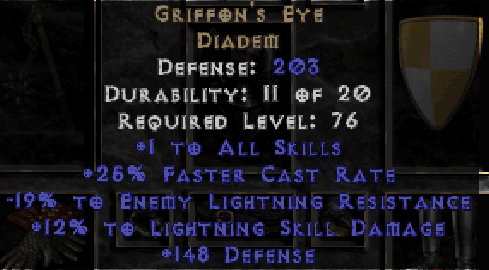 Griffon's Eye
Diadem
Defense: 203
Durability: 11 of 20
Required Level: 76
+1 to All Skills
+25% Faster Cast Rate
-19% to Enemy Lightning Resistance
+12% to Lightning Skill Damage
+148 Defense